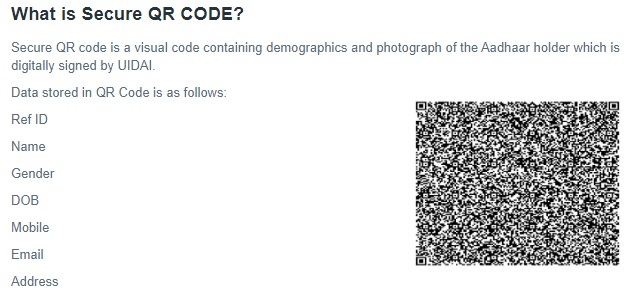 What is Secure QR CODE?
Secure QR code is a visual code containing demographics and photograph of the Aadhaar holder which is
digitally signed by UIDAI.
Data stored in QR Code is as follows:
Ref ID
Name
Gender
DOB
Mobile
Email
Address